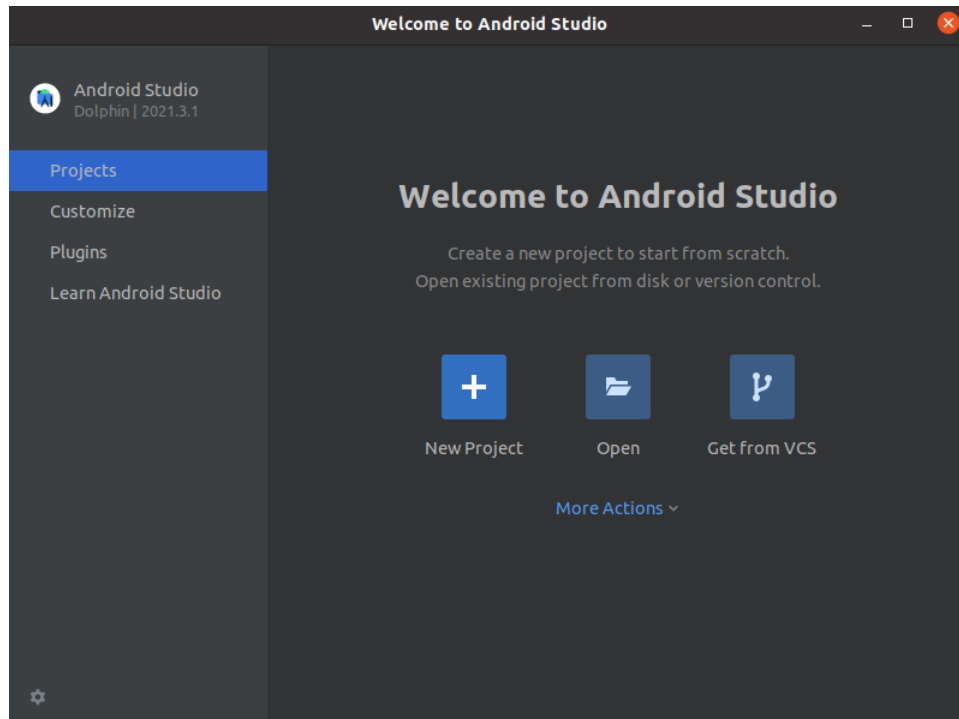 Welcome to Android Studio
Android Studio
Dolphin | 2021.3.1
Projects
Customize
Plugins
Learn Android Studio
Welcome to Android Studio
Create a new project to start from scratch.
Open existing project from disk or version control.
New Project
Open
Get from VCS
More Actions